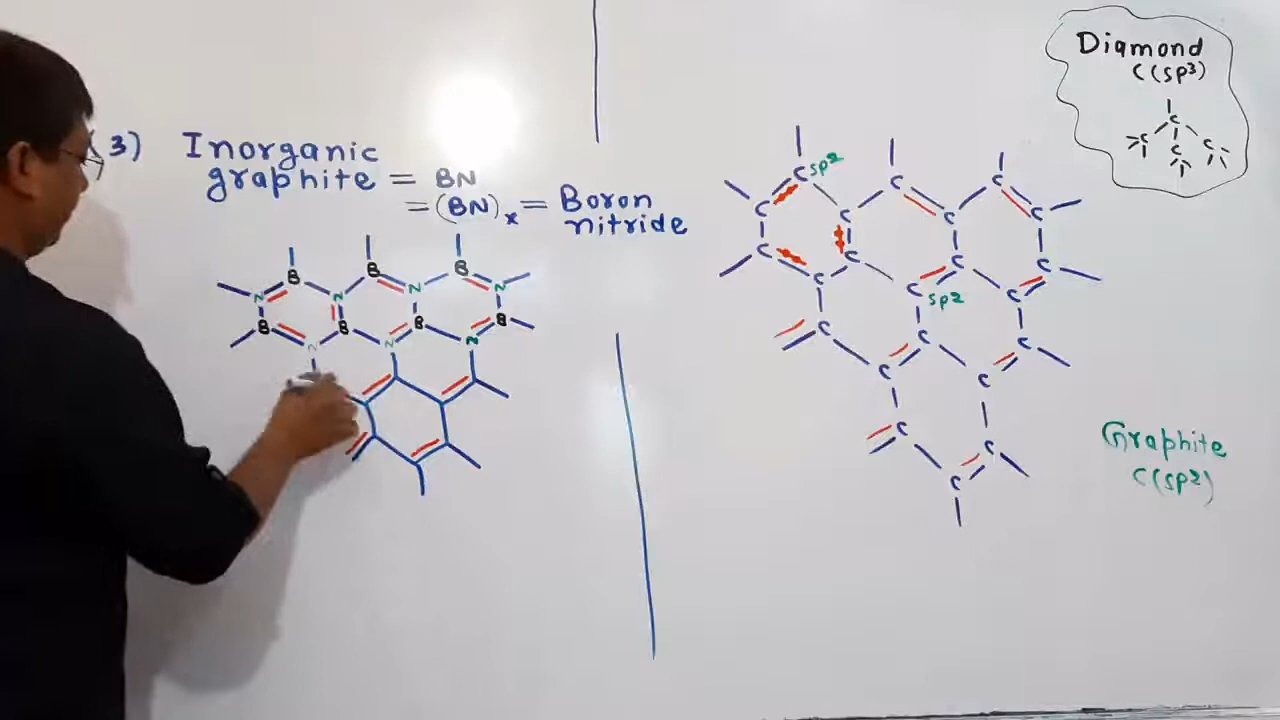 3) Inorganic
graphite = BN
= (BN)x = Boron
nitride
B B B
N N N N
B B B B
N N N
Diamond
C (sp³)
C
C C C
C sp² C C
C C C C
C C C C
C C sp² C
C C C
C C
C C
C
Graphite
C (sp²)